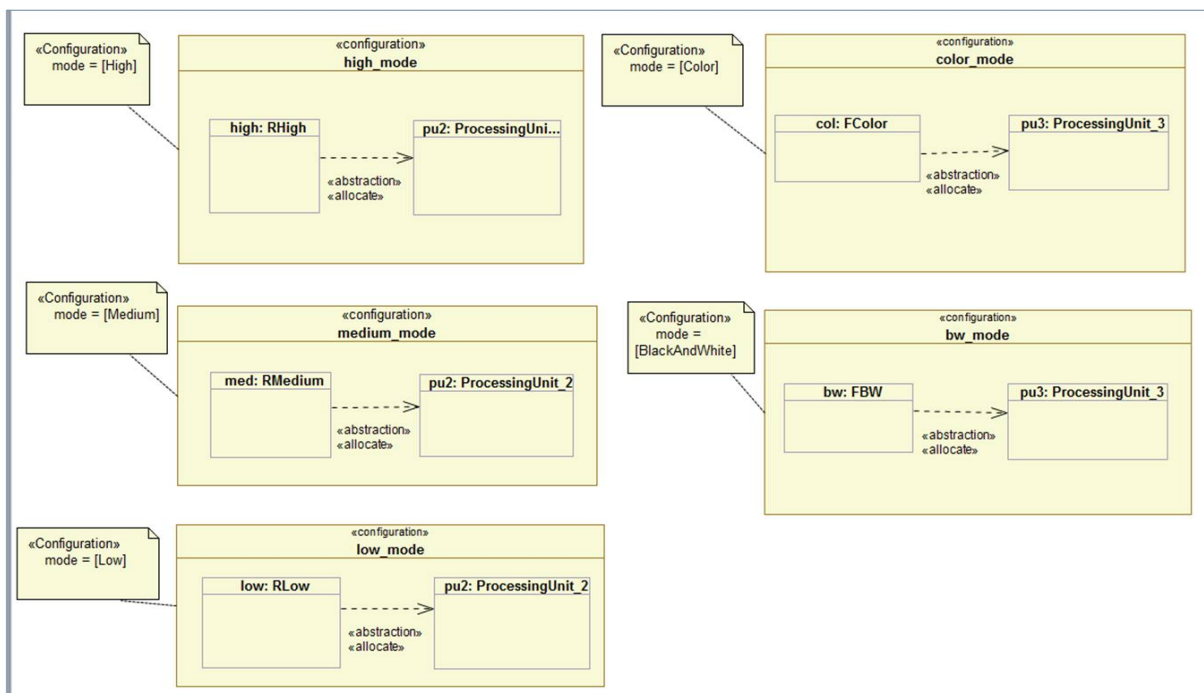 «Configuration»
mode = [High]
«configuration»
high_mode
high: RHigh
pu2: ProcessingUni...
«abstraction»
«allocate»
«Configuration»
mode = [Color]
«configuration»
color_mode
col: FColor
pu3: ProcessingUnit_3
«abstraction»
«allocate»
«Configuration»
mode = [Medium]
«configuration»
medium_mode
med: RMedium
pu2: ProcessingUnit_2
«abstraction»
«allocate»
«Configuration»
mode =
[BlackAndWhite]
«configuration»
bw_mode
bw: FBW
pu3: ProcessingUnit_3
«abstraction»
«allocate»
«Configuration»
mode = [Low]
«configuration»
low_mode
low: RLow
pu2: ProcessingUnit_2
«abstraction»
«allocate»